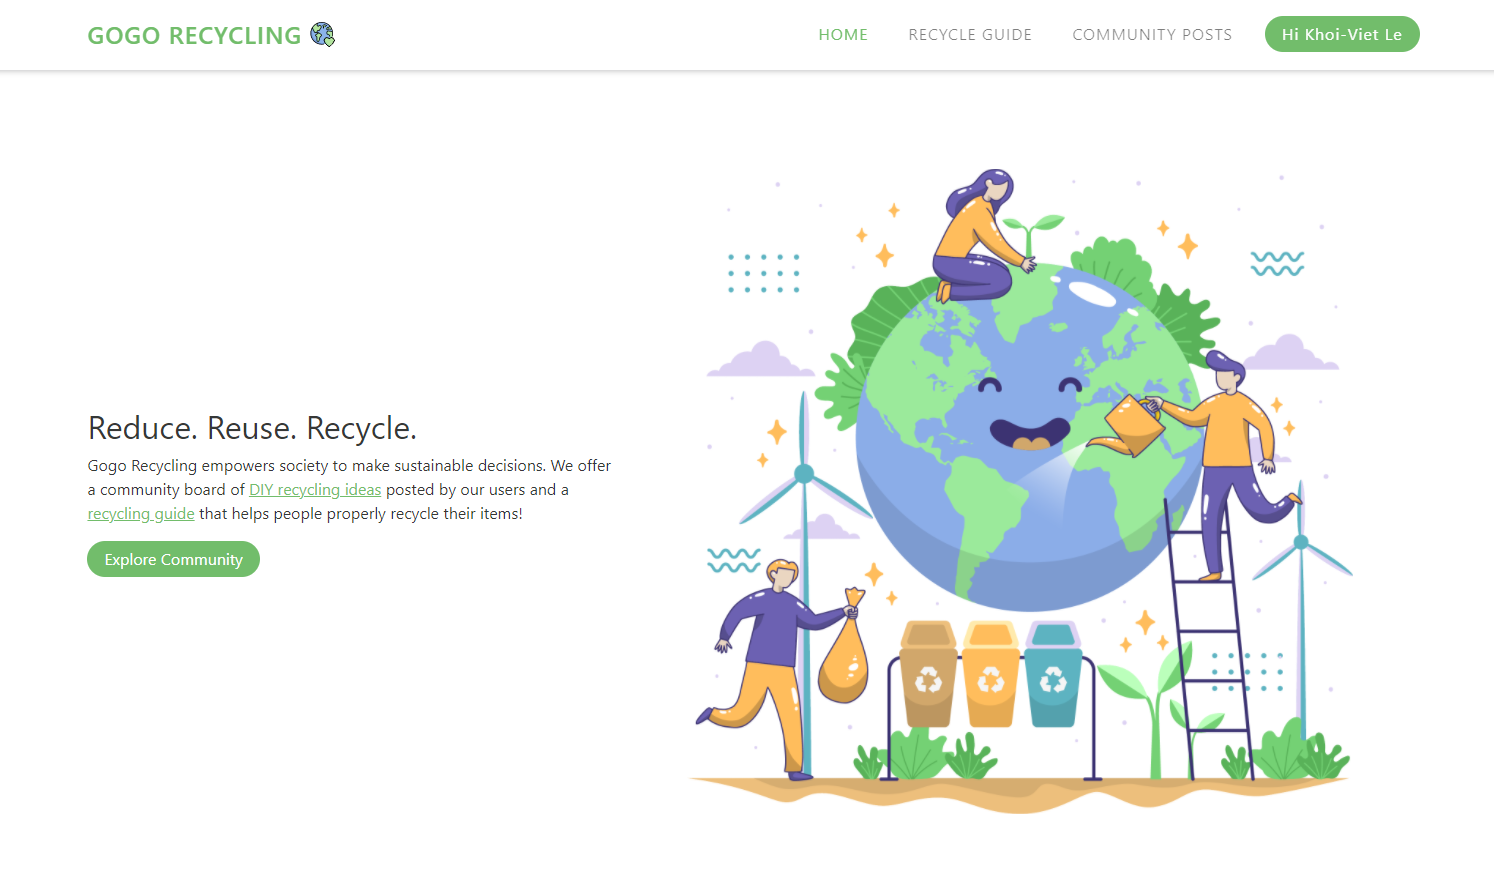 GOGO RECYCLING
HOME
RECYCLE GUIDE
COMMUNITY POSTS
Hi Khoi-Viet Le
Reduce. Reuse. Recycle.
Gogo Recycling empowers society to make sustainable decisions. We offer
a community board of DIY recycling ideas posted by our users and a
recycling guide that helps people properly recycle their items!
Explore Community